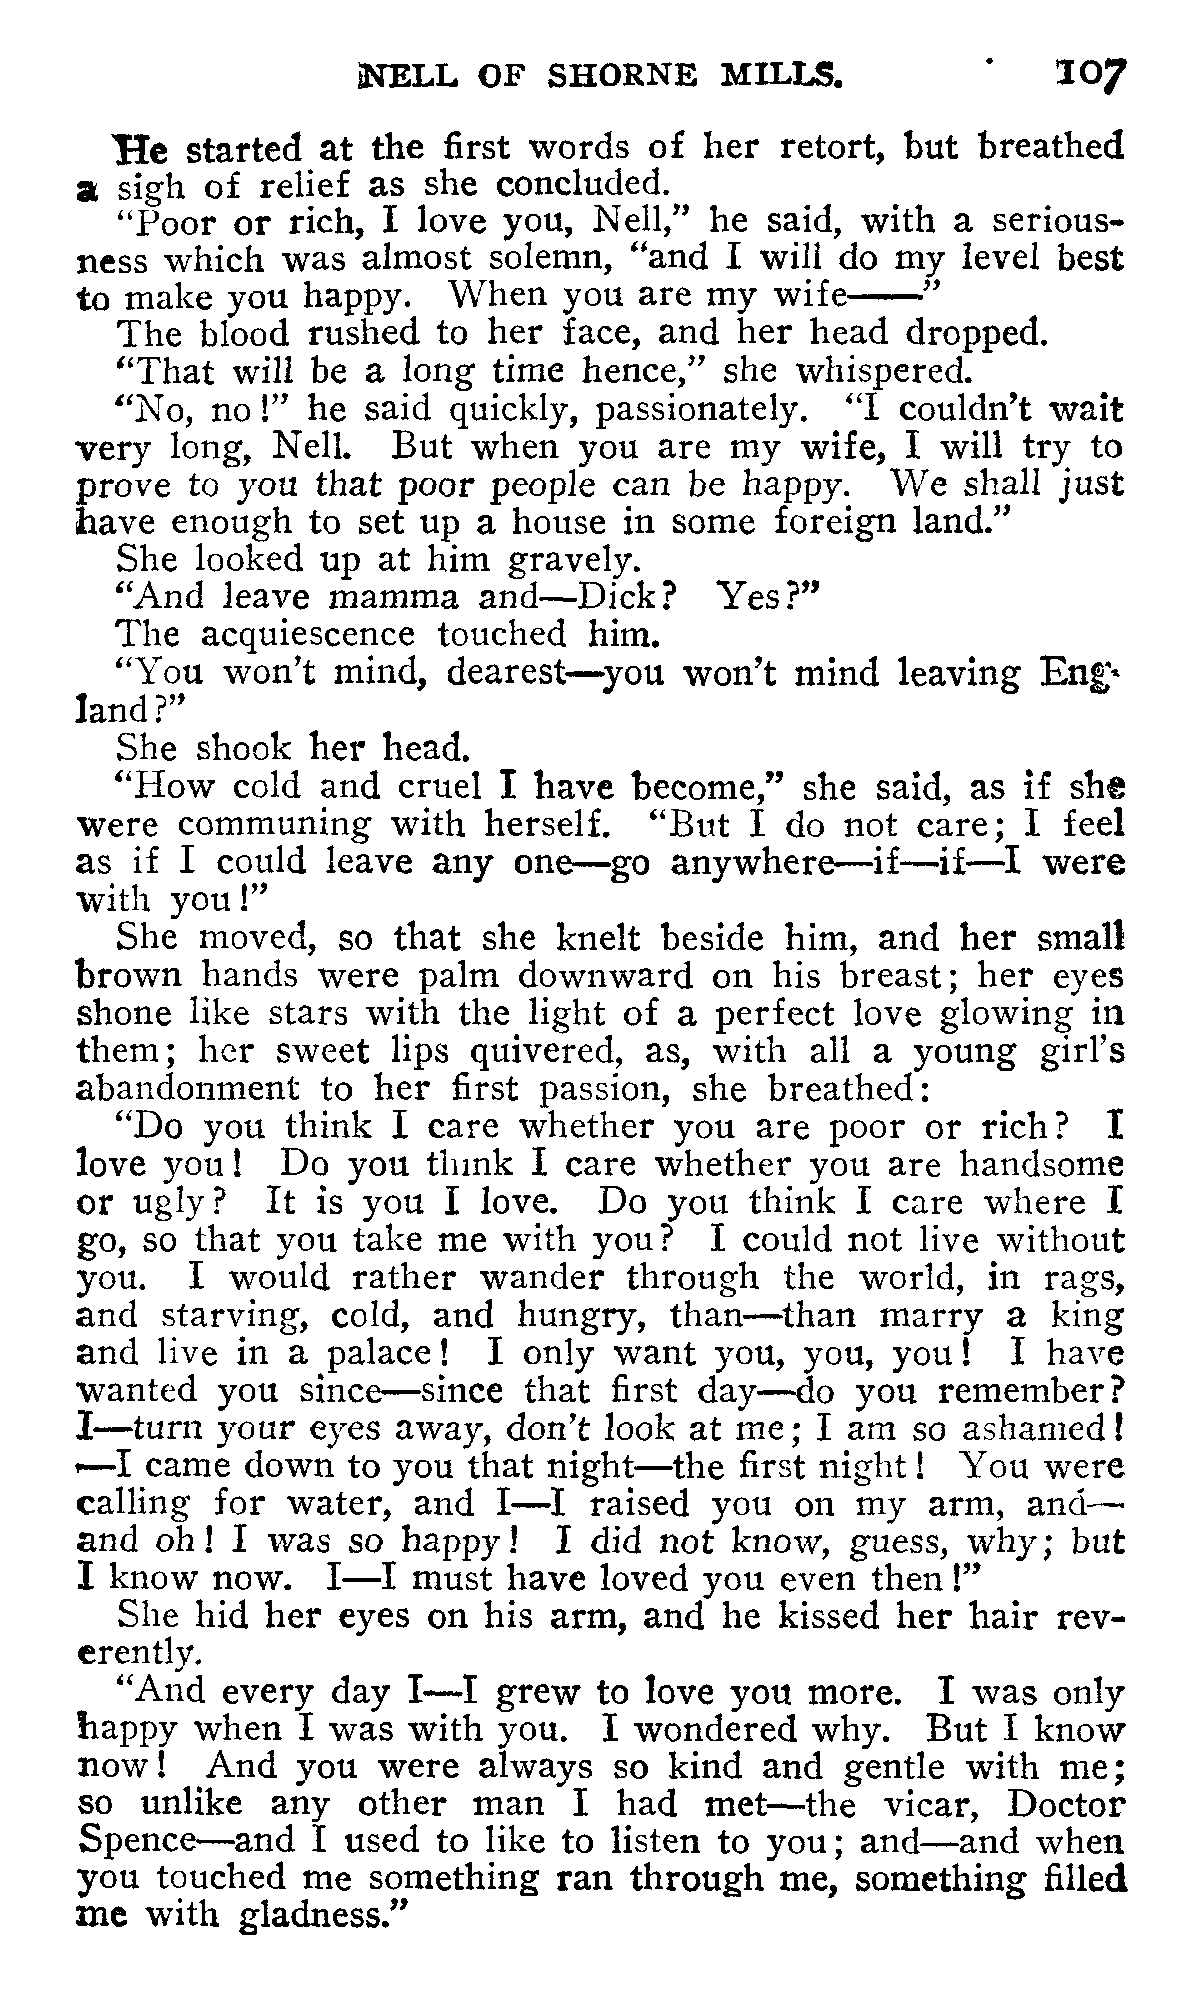 NELL OF SHORNE MILLS. 107
He started at the first words of her retort, but breathed
a sigh of relief as she concluded.
"Poor or rich, I love you, Nell," he said, with a serious-
ness which was almost solemn, "and I will do my level best
to make you happy. When you are my wife——"
The blood rushed to her face, and her head dropped.
"That will be a long time hence," she whispered.
"No, no!" he said quickly, passionately. "I couldn't wait
very long, Nell. But when you are my wife, I will try to
prove to you that poor people can be happy. We shall just
have enough to set up a house in some foreign land."
She looked up at him gravely.
"And leave mamma and—Dick? Yes?"
The acquiescence touched him.
"You won't mind, dearest—you won't mind leaving Eng-
land?"
She shook her head.
"How cold and cruel I have become," she said, as if she
were communing with herself. "But I do not care; I feel
as if I could leave any one—go anywhere—if—if—I were
with you!"
She moved, so that she knelt beside him, and her small
brown hands were palm downward on his breast; her eyes
shone like stars with the light of a perfect love glowing in
them; her sweet lips quivered, as, with all a young girl's
abandonment to her first passion, she breathed:
"Do you think I care whether you are poor or rich? I
love you! Do you think I care whether you are handsome
or ugly? It is you I love. Do you think I care where I
go, so that you take me with you? I could not live without
you. I would rather wander through the world, in rags,
and starving, cold, and hungry, than—than marry a king
and live in a palace! I only want you, you, you! I have
wanted you since—since that first day—do you remember?
I—turn your eyes away, don't look at me; I am so ashamed!
—I came down to you that night—the first night! You were
calling for water, and I—I raised you on my arm, and—
and oh! I was so happy! I did not know, guess, why; but
I know now. I—I must have loved you even then!"
She hid her eyes on his arm, and he kissed her hair rev-
erently.
"And every day I—I grew to love you more. I was only
happy when I was with you. I wondered why. But I know
now! And you were always so kind and gentle with me;
so unlike any other man I had met—the vicar, Doctor
Spence—and I used to like to listen to you; and—and when
you touched me something ran through me, something filled
me with gladness."